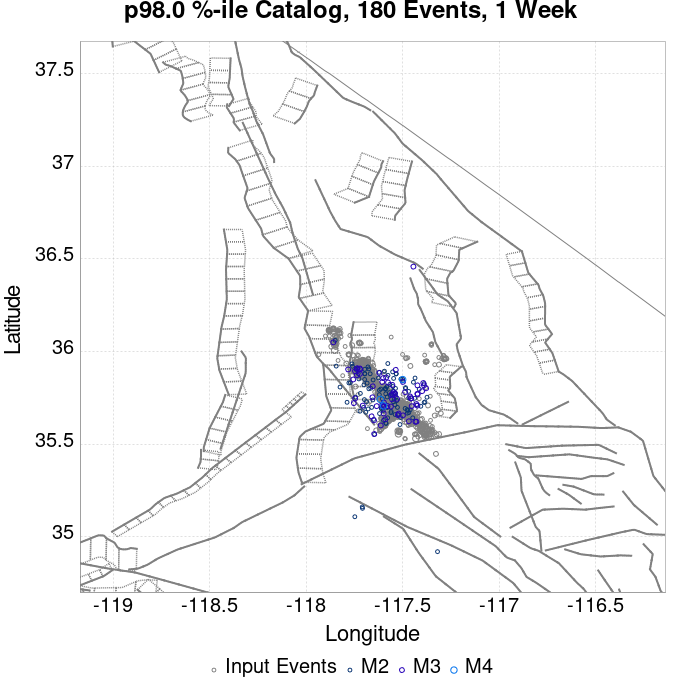 p98.0 %-ile Catalog, 180 Events, 1 Week
37.5
37
36.5
36
35.5
35
Latitude
-119 -118.5 -118 -117.5 -117 -116.5
Longitude
Input Events M2 M3 M4